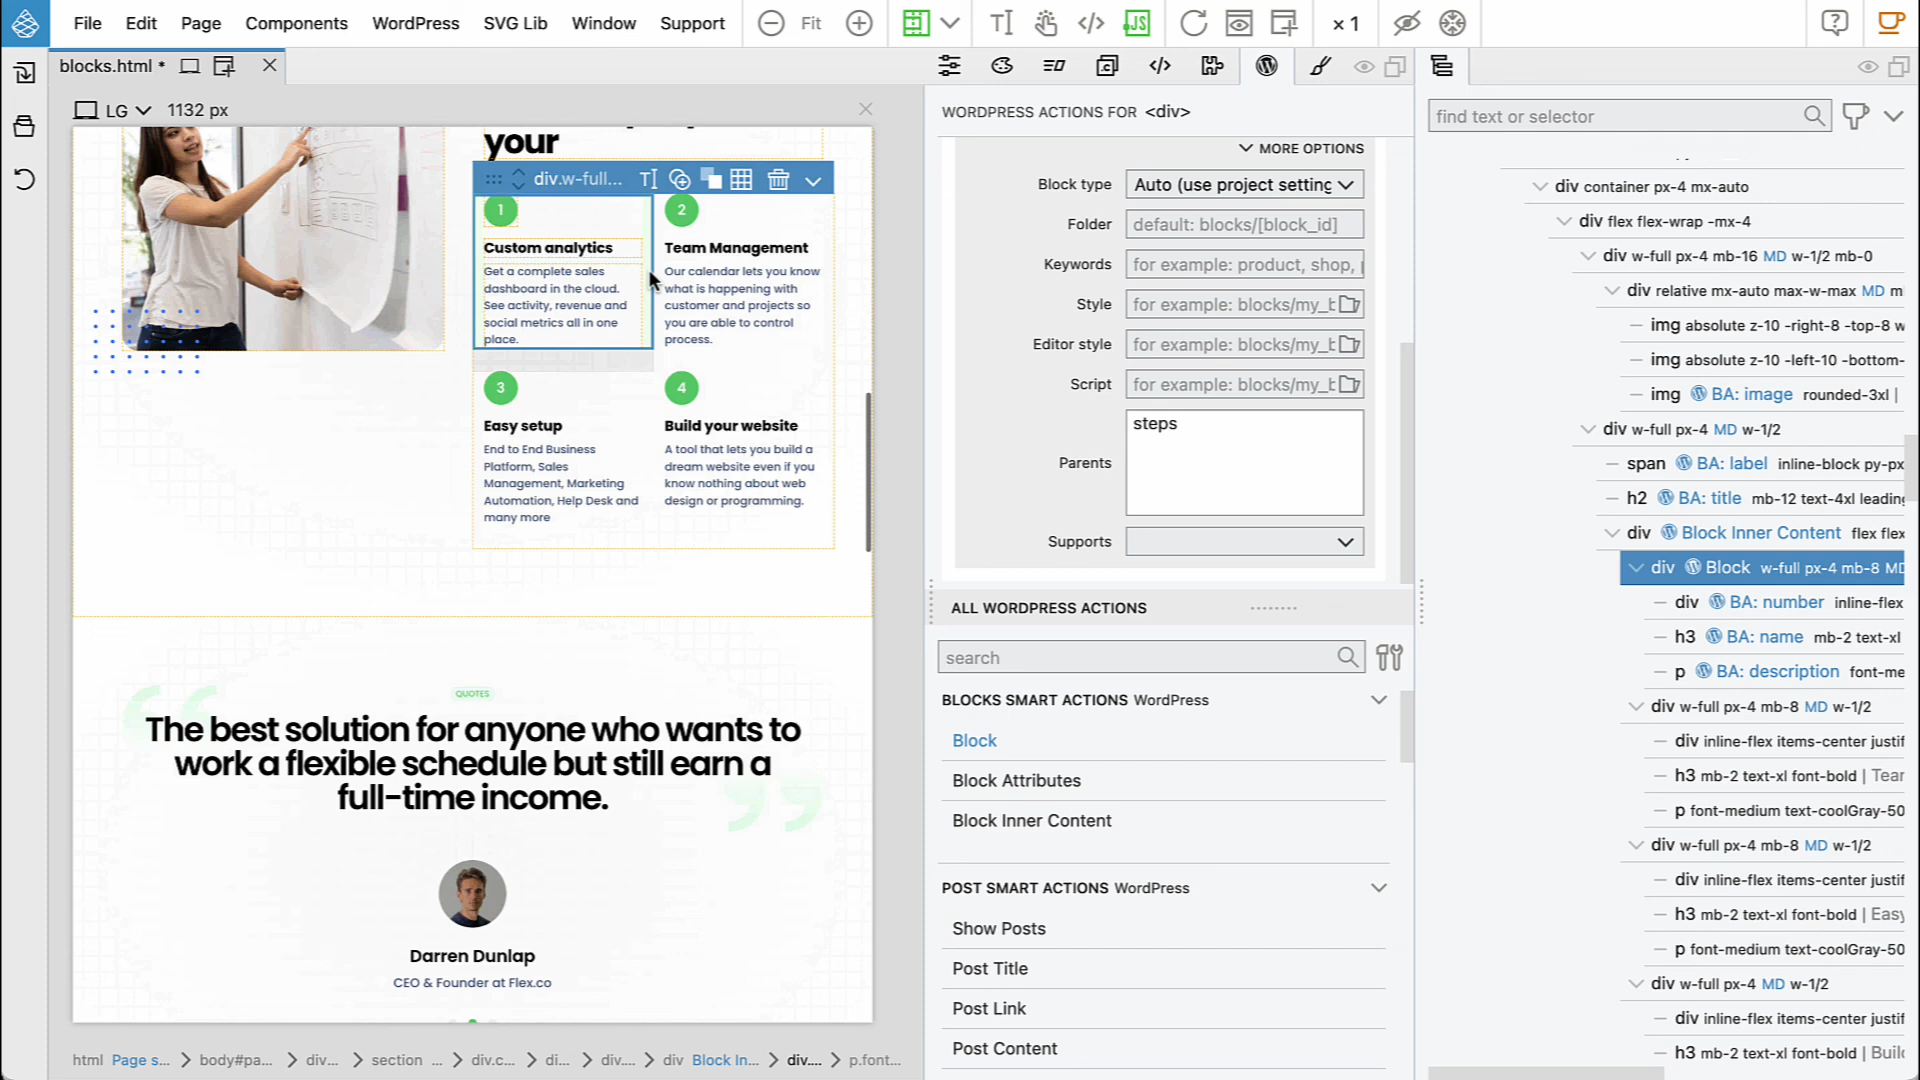 File Edit Page Components WordPress SVG Lib Window Support Fit JS × 1
blocks.html *
LG 1132 px
your
div.w-full...
1
Custom analytics
Get a complete sales
dashboard in the cloud.
See activity, revenue and
social metrics all in one
place.
2
Team Management
Our calendar lets you know
what is happening with
customer and projects so
you are able to control
process.
3
Easy setup
End to End Business
Platform, Sales
Management, Marketing
Automation, Help Desk and
many more
4
Build your website
A tool that lets you build a
dream website even if you
know nothing about web
design or programming.
QUOTES
The best solution for anyone who wants to
work a flexible schedule but still earn a
full-time income.
Darren Dunlap
CEO & Founder at Flex.co
html Page s... body#pa... div... section ... div.c... di... div.... div Block In... div.... p.font...
WORDPRESS ACTIONS FOR <div>
MORE OPTIONS
Block type Auto (use project setting
Folder default: blocks/[block_id]
Keywords for example: product, shop,
Style for example: blocks/my_b
Editor style for example: blocks/my_b
Script for example: blocks/my_b
Parents steps
Supports
ALL WORDPRESS ACTIONS
search
BLOCKS SMART ACTIONS WordPress
Block
Block Attributes
Block Inner Content
POST SMART ACTIONS WordPress
Show Posts
Post Title
Post Link
Post Content
find text or selector
div container px-4 mx-auto
div flex flex-wrap -mx-4
div w-full px-4 mb-16 MD w-1/2 mb-0
div relative mx-auto max-w-max MD m
img absolute z-10 -right-8 -top-8 w
img absolute z-10 -left-10 -bottom-
img BA: image rounded-3xl |
div w-full px-4 MD w-1/2
span BA: label inline-block py-px
h2 BA: title mb-12 text-4xl leading
div Block Inner Content flex flex
div Block w-full px-4 mb-8 MD
div BA: number inline-flex
h3 BA: name mb-2 text-xl
p BA: description font-me
div w-full px-4 mb-8 MD w-1/2
div inline-flex items-center justif
h3 mb-2 text-xl font-bold | Tear
p font-medium text-coolGray-50
div w-full px-4 mb-8 MD w-1/2
div inline-flex items-center justif
h3 mb-2 text-xl font-bold | Easy
p font-medium text-coolGray-50
div w-full px-4 MD w-1/2
div inline-flex items-center justif
h3 mb-2 text-xl font-bold | Buil